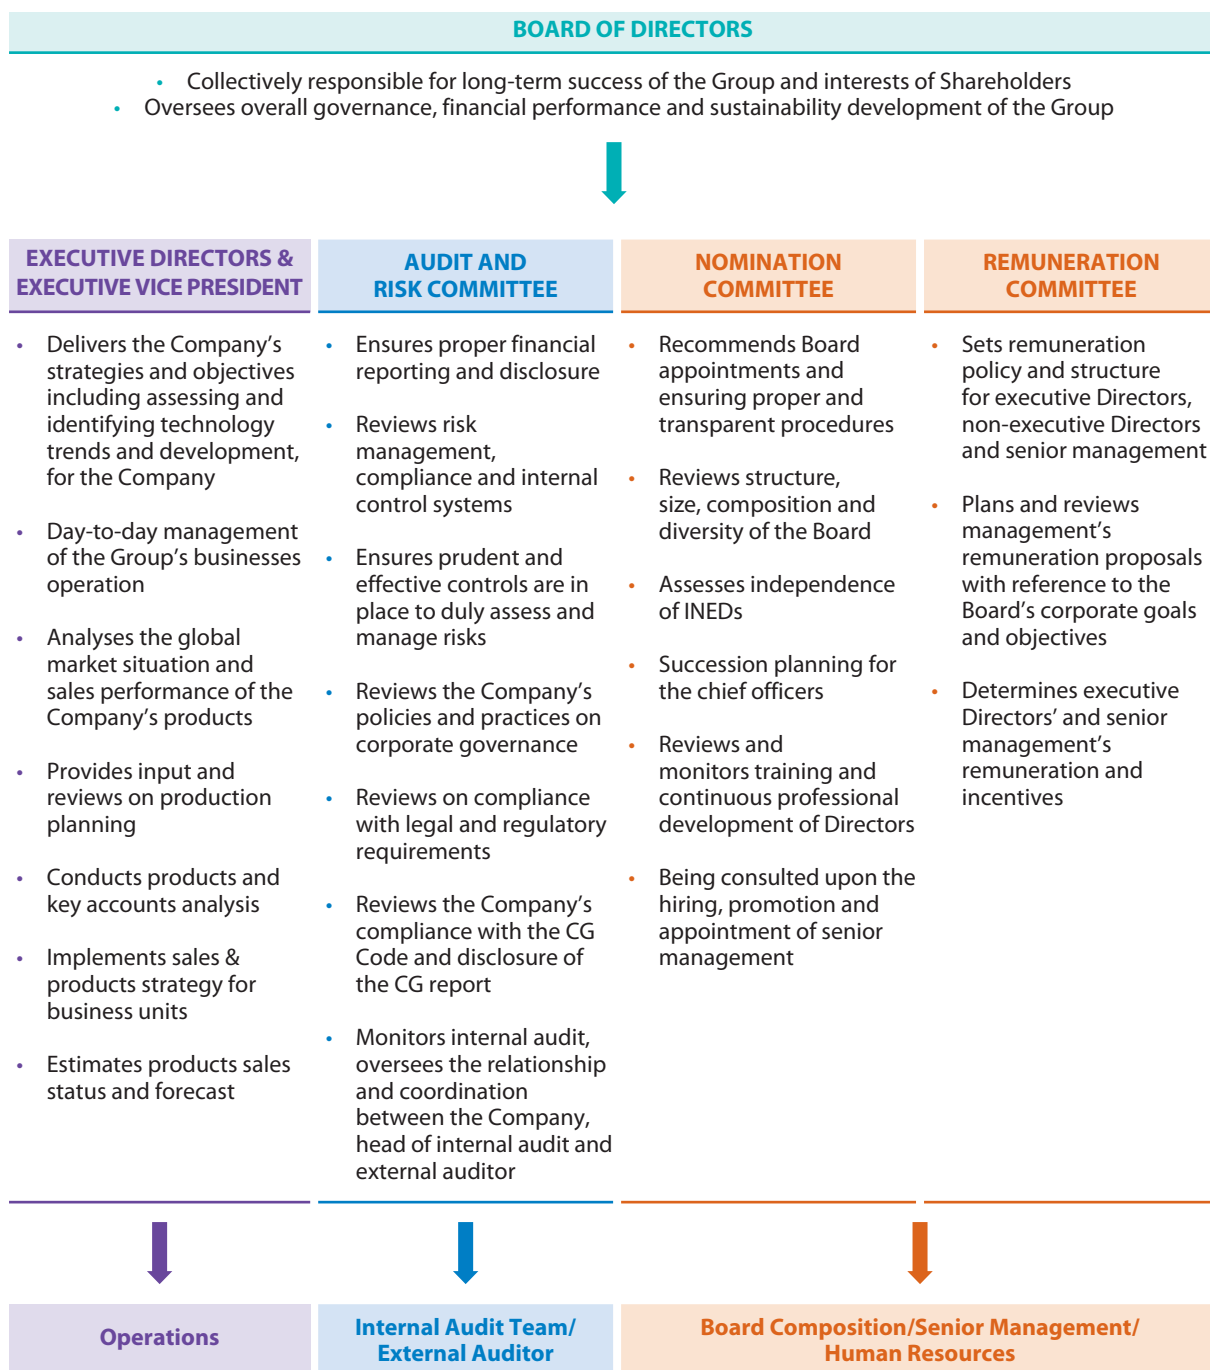 BOARD OF DIRECTORS
• Collectively responsible for long-term success of the Group and interests of Shareholders
• Oversees overall governance, financial performance and sustainability development of the Group
EXECUTIVE DIRECTORS &
EXECUTIVE VICE PRESIDENT
• Delivers the Company's
strategies and objectives
including assessing and
identifying technology
trends and development,
for the Company
• Day-to-day management
of the Group's businesses
operation
• Analyses the global
market situation and
sales performance of the
Company's products
• Provides input and
reviews on production
planning
• Conducts products and
key accounts analysis
• Implements sales &
products strategy for
business units
• Estimates products sales
status and forecast
Operations
AUDIT AND
RISK COMMITTEE
• Ensures proper financial
reporting and disclosure
• Reviews risk
management,
compliance and internal
control systems
• Ensures prudent and
effective controls are in
place to duly assess and
manage risks
• Reviews the Company's
policies and practices on
corporate governance
• Reviews on compliance
with legal and regulatory
requirements
• Reviews the Company's
compliance with the CG
Code and disclosure of
the CG report
• Monitors internal audit,
oversees the relationship
and coordination
between the Company,
head of internal audit and
external auditor
Internal Audit Team/
External Auditor
NOMINATION
COMMITTEE
• Recommends Board
appointments and
ensuring proper and
transparent procedures
• Reviews structure,
size, composition and
diversity of the Board
• Assesses independence
of INEDs
• Succession planning for
the chief officers
• Reviews and
monitors training and
continuous professional
development of Directors
• Being consulted upon the
hiring, promotion and
appointment of senior
management
REMUNERATION
COMMITTEE
• Sets remuneration
policy and structure
for executive Directors,
non-executive Directors
and senior management
• Plans and reviews
management's
remuneration proposals
with reference to the
Board's corporate goals
and objectives
• Determines executive
Directors' and senior
management's
remuneration and
incentives
Board Composition/Senior Management/
Human Resources